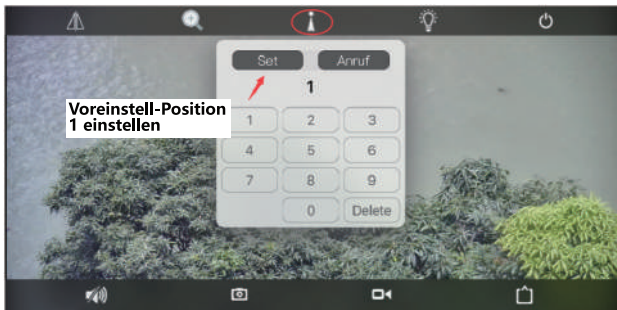 Set Anruf
1
Voreinstell-Position
1 einstellen
1 2 3
4 5 6
7 8 9
0 Delete